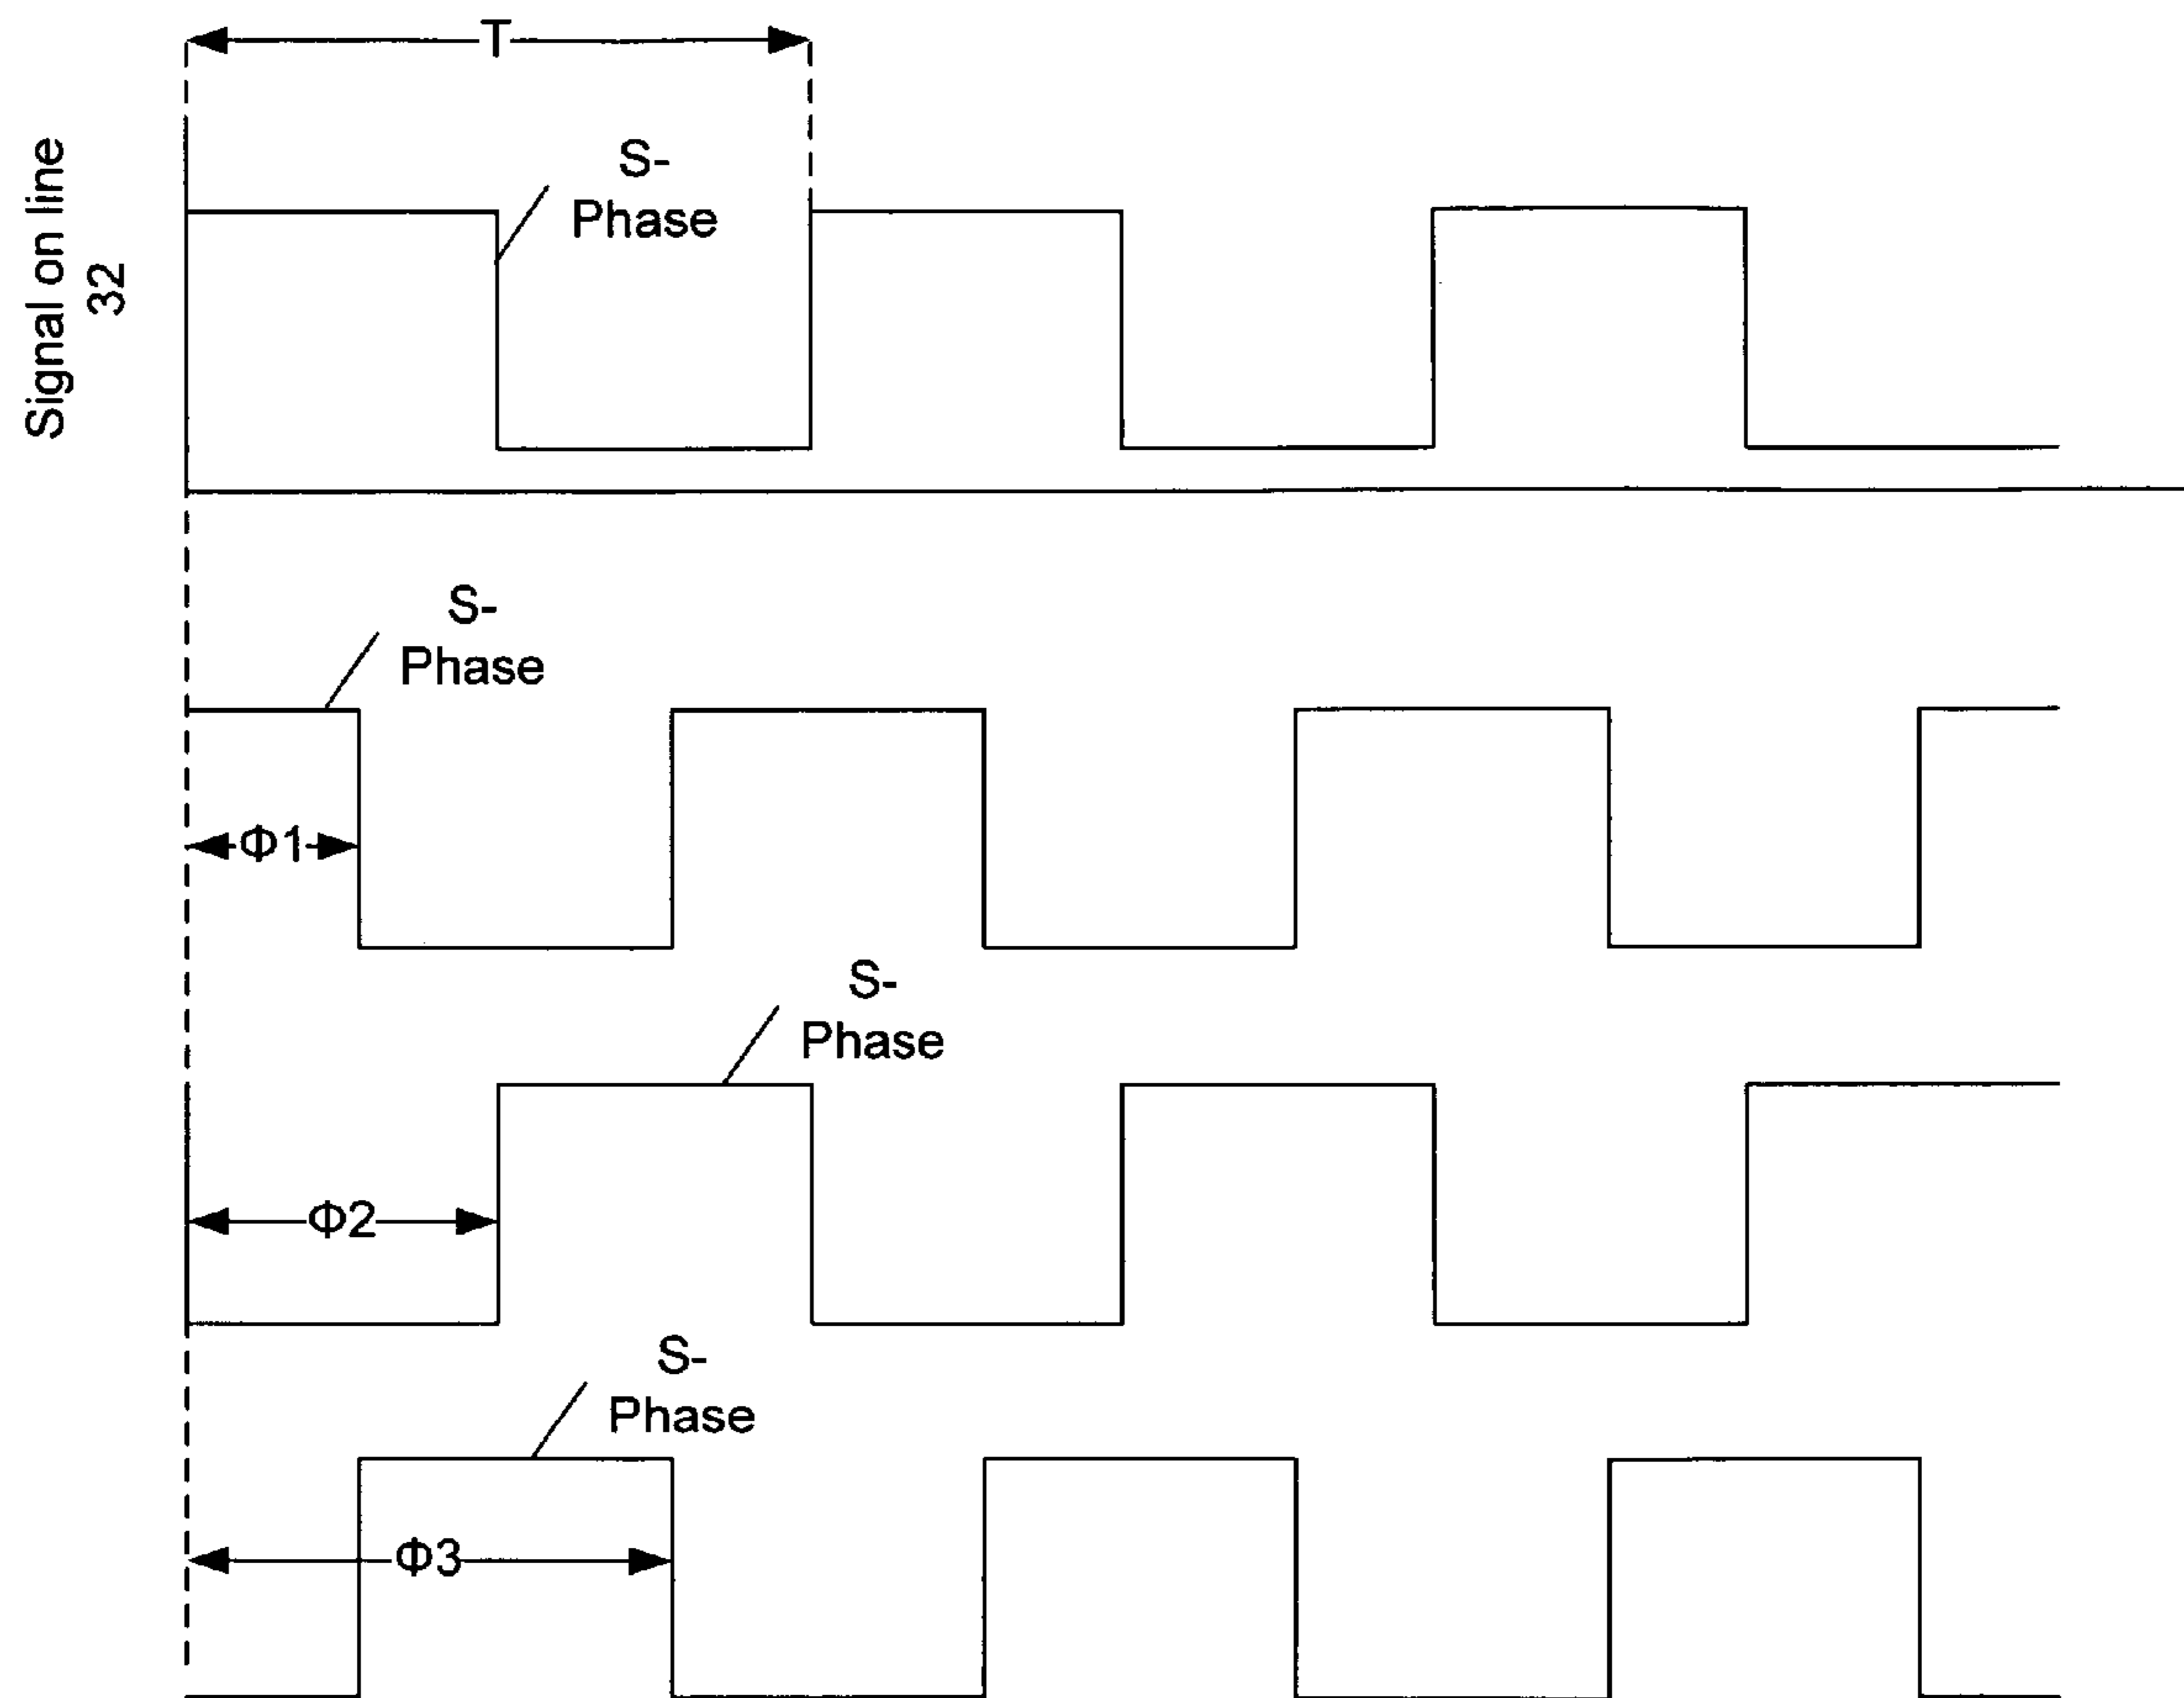 T
Signal on line
32
S-
Phase
S-
Phase
Φ1
S-
Phase
Φ2
S-
Phase
Φ3